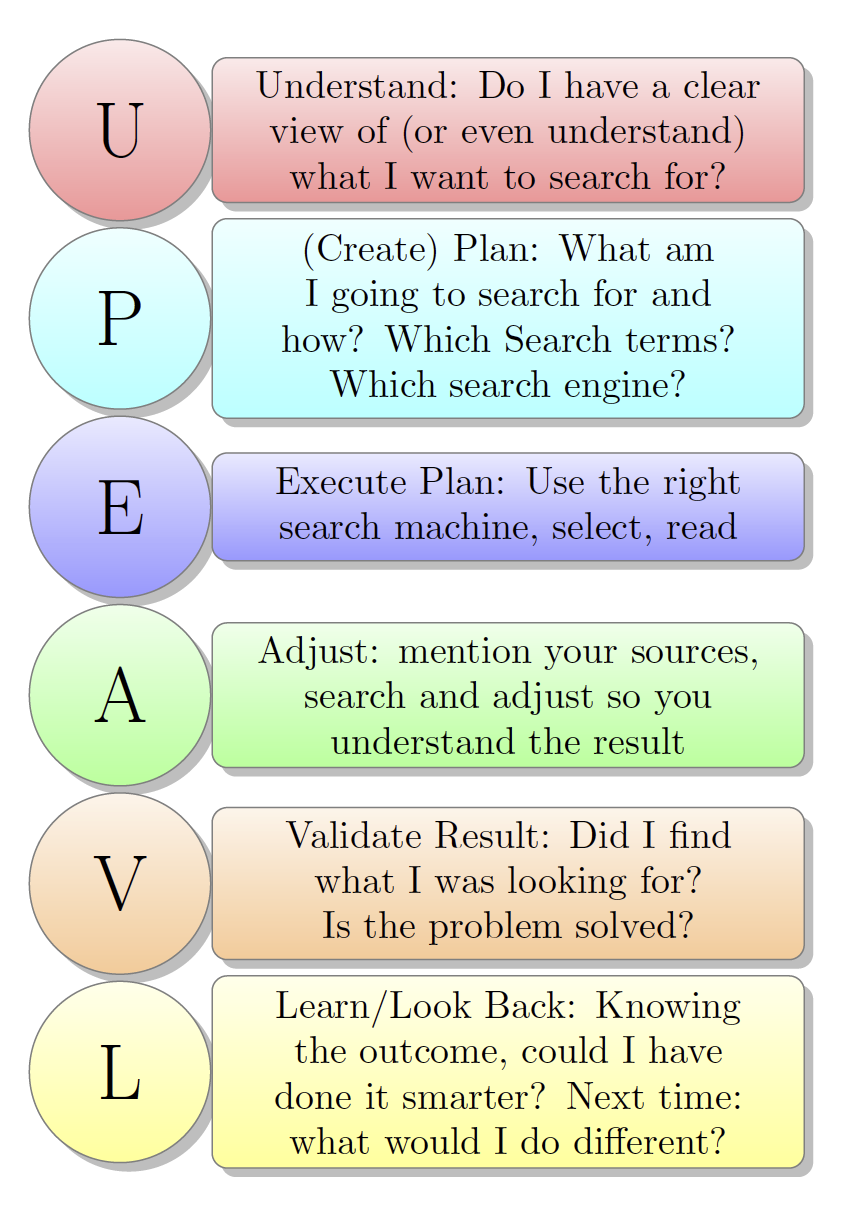 U
Understand: Do I have a clear
view of (or even understand)
what I want to search for?
P
(Create) Plan: What am
I going to search for and
how? Which Search terms?
Which search engine?
E
Execute Plan: Use the right
search machine, select, read
A
Adjust: mention your sources,
search and adjust so you
understand the result
V
Validate Result: Did I find
what I was looking for?
Is the problem solved?
L
Learn/Look Back: Knowing
the outcome, could I have
done it smarter? Next time:
what would I do different?